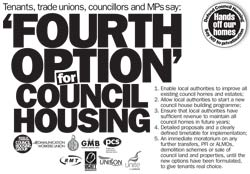 Tenants, trade unions, councillors and MPs say:
'FOURTH
OPTION'
for
COUNCIL
HOUSING
Hands
off our
homes
1. Enable local authorities to improve all
existing council homes and estates;
2. Allow local authorities to start a new
council house building programme;
3. Ensure that local authorities have
sufficient revenue to maintain all
council homes in future years;
4. Detailed proposals and a clearly
defined timetable for implementation;
5. An immediate moratorium on any
further transfers, PFI or ALMOs,
demolition schemes or sale of
council land and properties, until the
new options have been formulated,
to give tenants real choice.
COMMUNICATION
WORKERS UNION
GMB
pcs
unite
RMT
UNISON